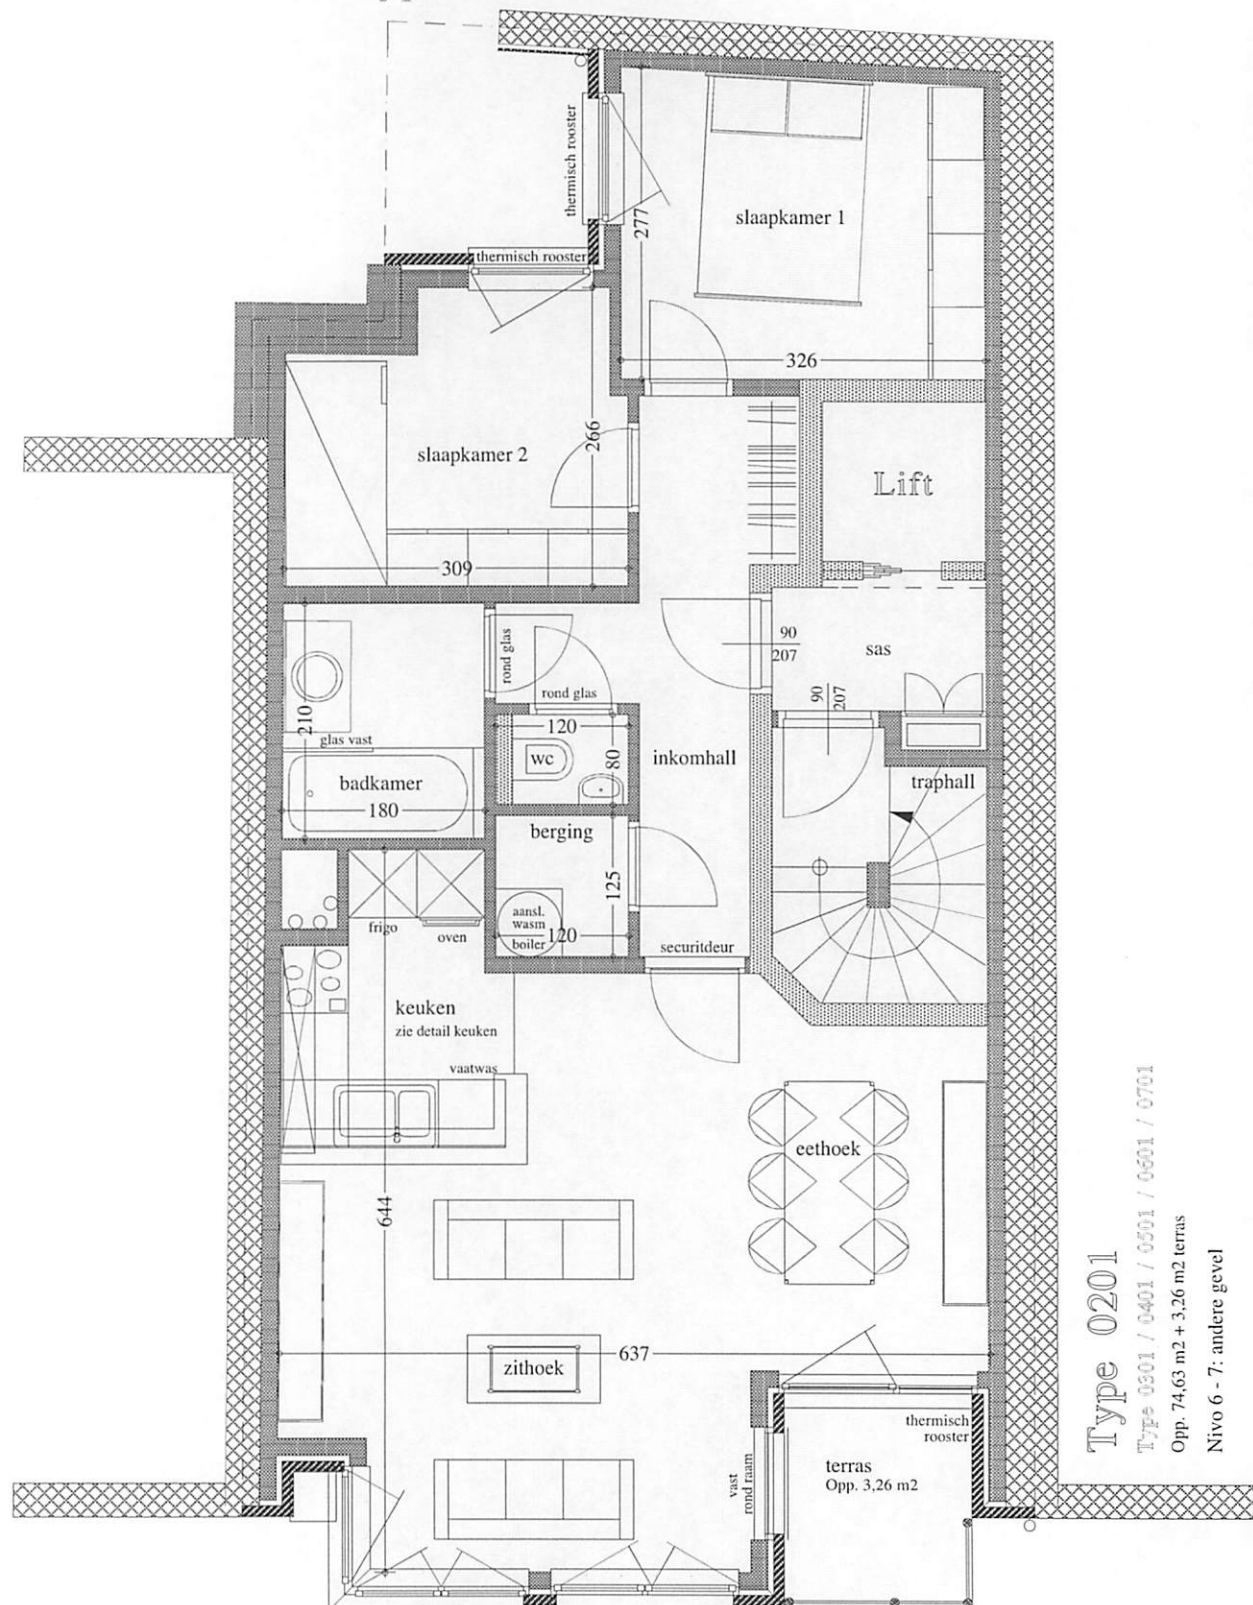 thermisch rooster
277
slaapkamer 1
thermisch rooster
326
slaapkamer 2
266
309
Lift
rond glas
rond glas
90
207
sas
90
207
210
glas vast
badkamer
180
120
wc
80
inkomhall
traphall
berging
125
aansl.
wasm
boiler
120
frigo
oven
securitdeur
keuken
zie detail keuken
vaatwas
eethoek
644
637
zithoek
thermisch
rooster
vast
rond raam
terras
Opp. 3,26 m2
Type 0201
Type 0301 / 0401 / 0501 / 0601 / 0701
Opp. 74,63 m2 + 3,26 m2 terras
Nivo 6 - 7: andere gevel